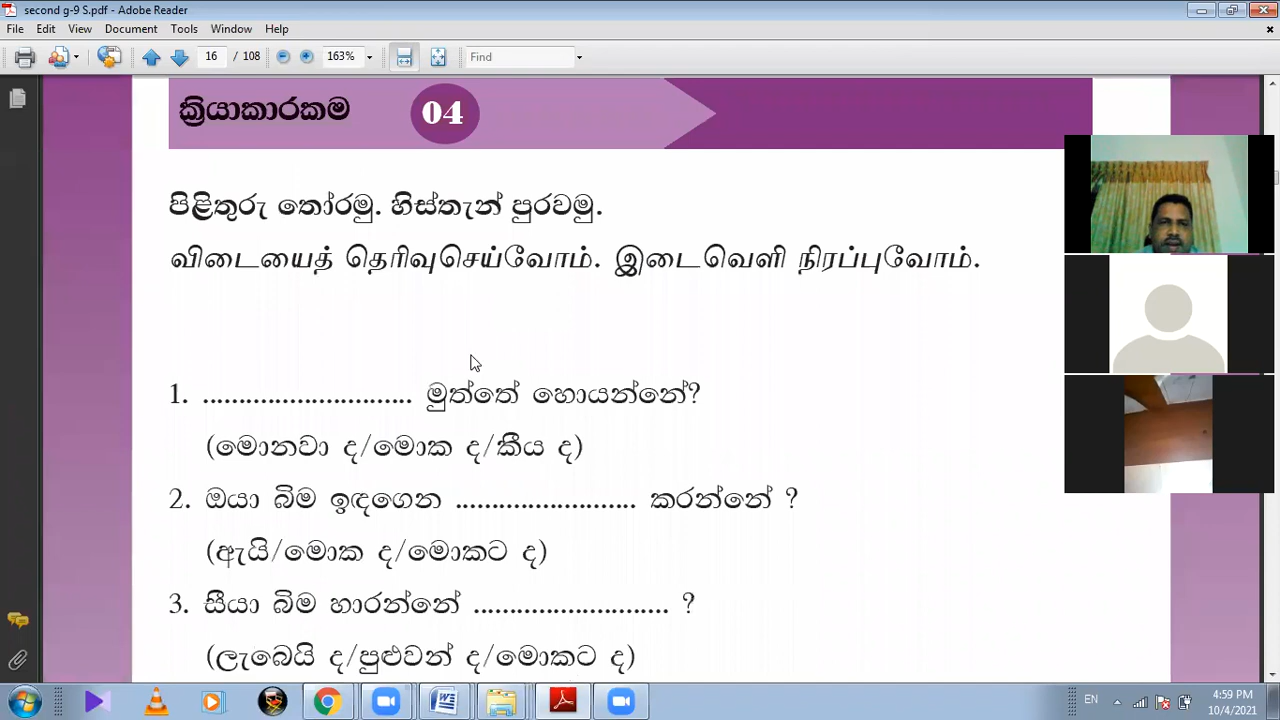 second g-9 S.pdf - Adobe Reader
File Edit View Document Tools Window Help
16 / 108 163% Find
ක්‍රියාකාරකම 04
පිළිතුරු තෝරමු. හිස්තැන් පුරවමු.
விடையைத் தெரிவுசெய்வோம். இடைவெளி நிரப்புவோம்.
1. ............................ මුත්තේ හොයන්නේ?
(මොනවා ද/මොක ද/කීය ද)
2. ඔයා බිම ඉඳගෙන ........................ කරන්නේ ?
(ඇයි/මොක ද/මොකට ද)
3. සීයා බිම හාරන්නේ .......................... ?
(ලැබෙයි ද/පුළුවන් ද/මොකට ද)
EN 4:59 PM
10/4/2021